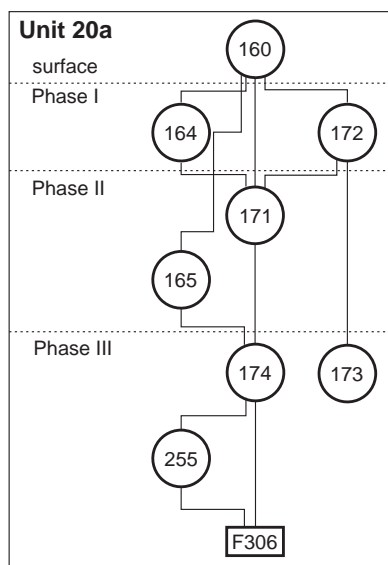 Unit 20a
160
surface
Phase I
164
172
Phase II
171
165
Phase III
174
173
255
F306